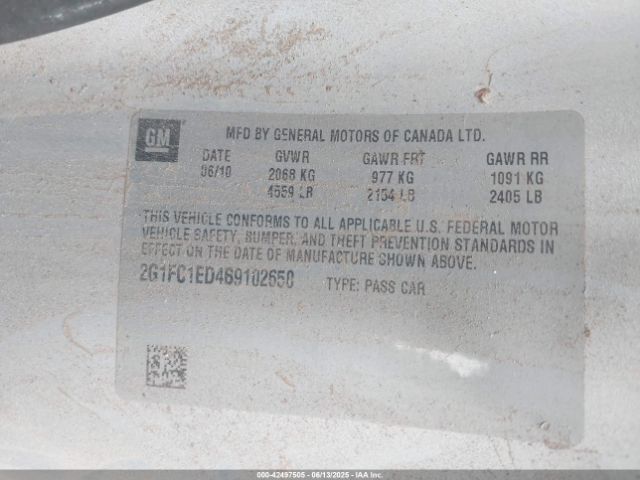 GM
MFD BY GENERAL MOTORS OF CANADA LTD.
DATE GVWR GAWR FRT GAWR RR
06/10 2068 KG 977 KG 1091 KG
4559 LB 2154 LB 2405 LB
THIS VEHICLE CONFORMS TO ALL APPLICABLE U.S. FEDERAL MOTOR
VEHICLE SAFETY, BUMPER, AND THEFT PREVENTION STANDARDS IN
EFFECT ON THE DATE OF MANUFACTURE SHOWN ABOVE.
TYPE: PASS CAR
000-42497505 - 06/13/2025 - IAAI.COM